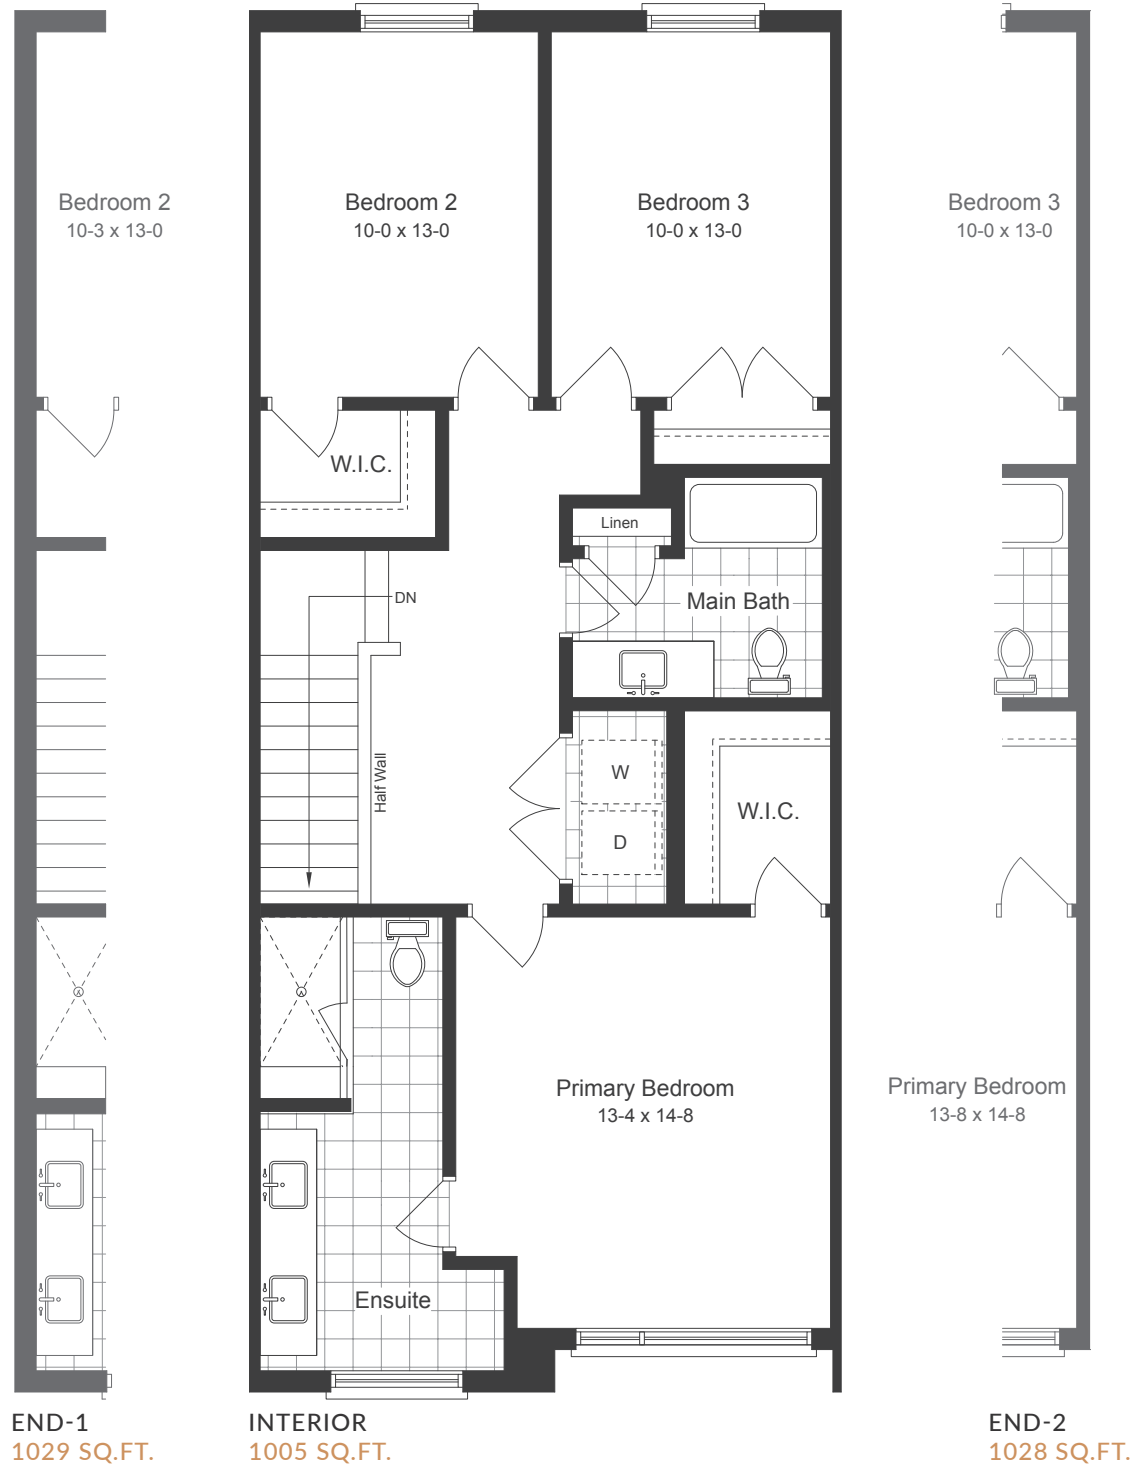 Bedroom 2
10-3 x 13-0
Bedroom 2
10-0 x 13-0
Bedroom 3
10-0 x 13-0
Bedroom 3
10-0 x 13-0
W.I.C.
Linen
DN
Main Bath
Half Wall
W
D
W.I.C.
Primary Bedroom
13-4 x 14-8
Primary Bedroom
13-8 x 14-8
Ensuite
END-1
1029 SQ.FT.
INTERIOR
1005 SQ.FT.
END-2
1028 SQ.FT.